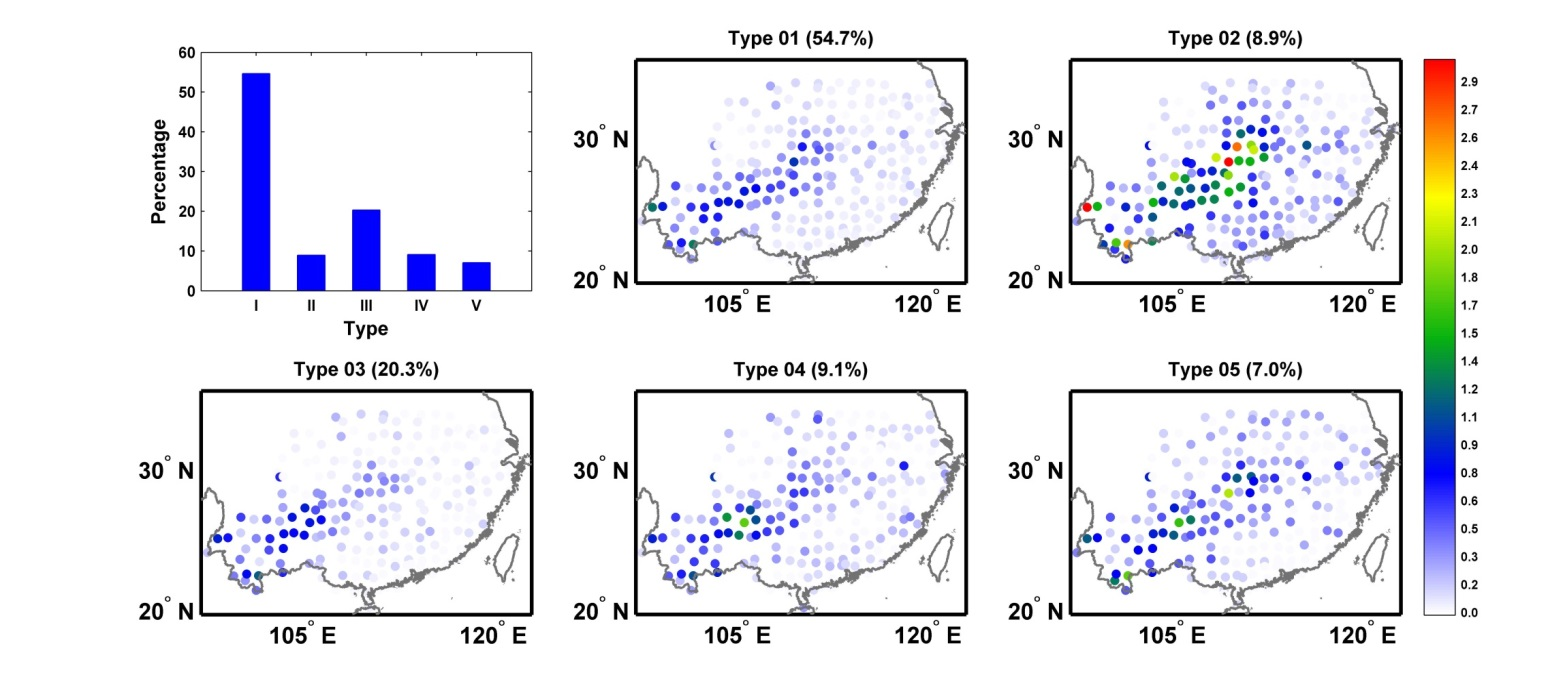 Type 01 (54.7%)
Type 02 (8.9%)
60
50
40
30
20
10
0
Percentage
I II III IV V
Type
30° N
20° N
105° E 120° E
30° N
20° N
105° E 120° E
2.9
2.7
2.6
2.4
2.3
2.1
2.0
1.8
1.7
1.5
1.4
1.2
1.1
0.9
0.8
0.6
0.5
0.3
0.2
0.0
Type 03 (20.3%)
Type 04 (9.1%)
Type 05 (7.0%)
30° N
20° N
105° E 120° E
30° N
20° N
105° E 120° E
30° N
20° N
105° E 120° E